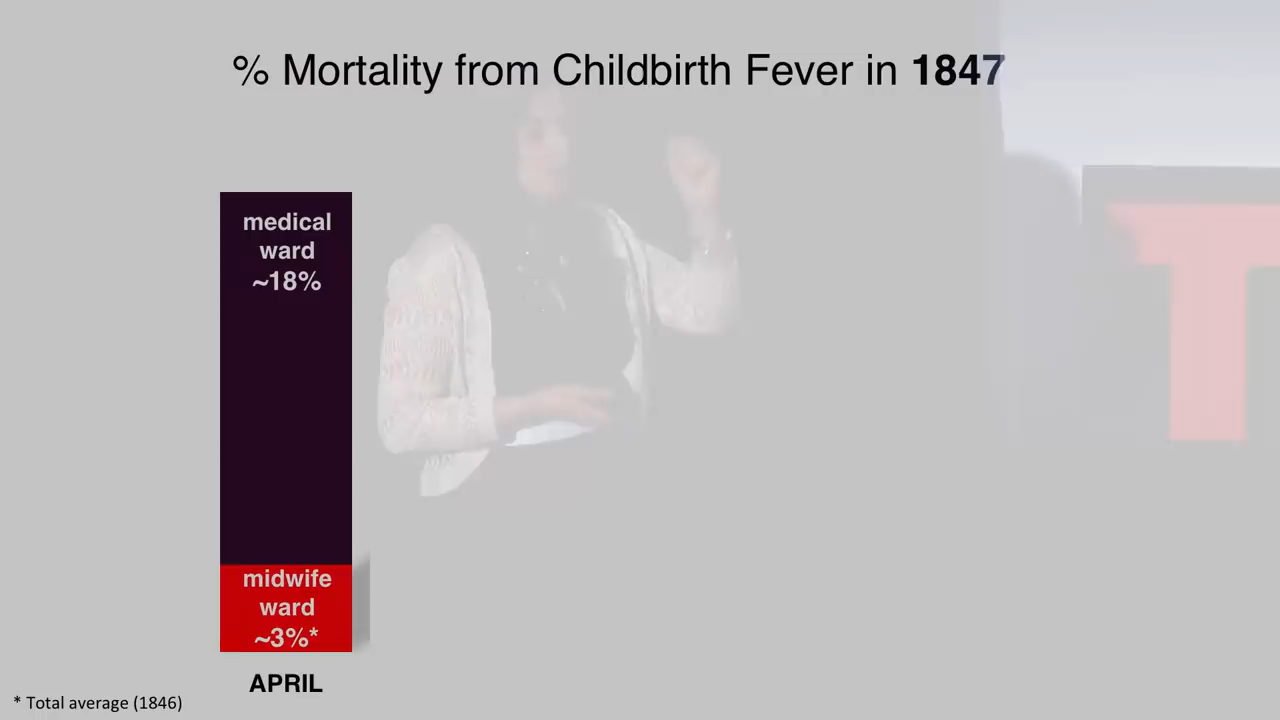 % Mortality from Childbirth Fever in 1847
medical
ward
~18%
midwife
ward
~3%*
APRIL
* Total average (1846)
T